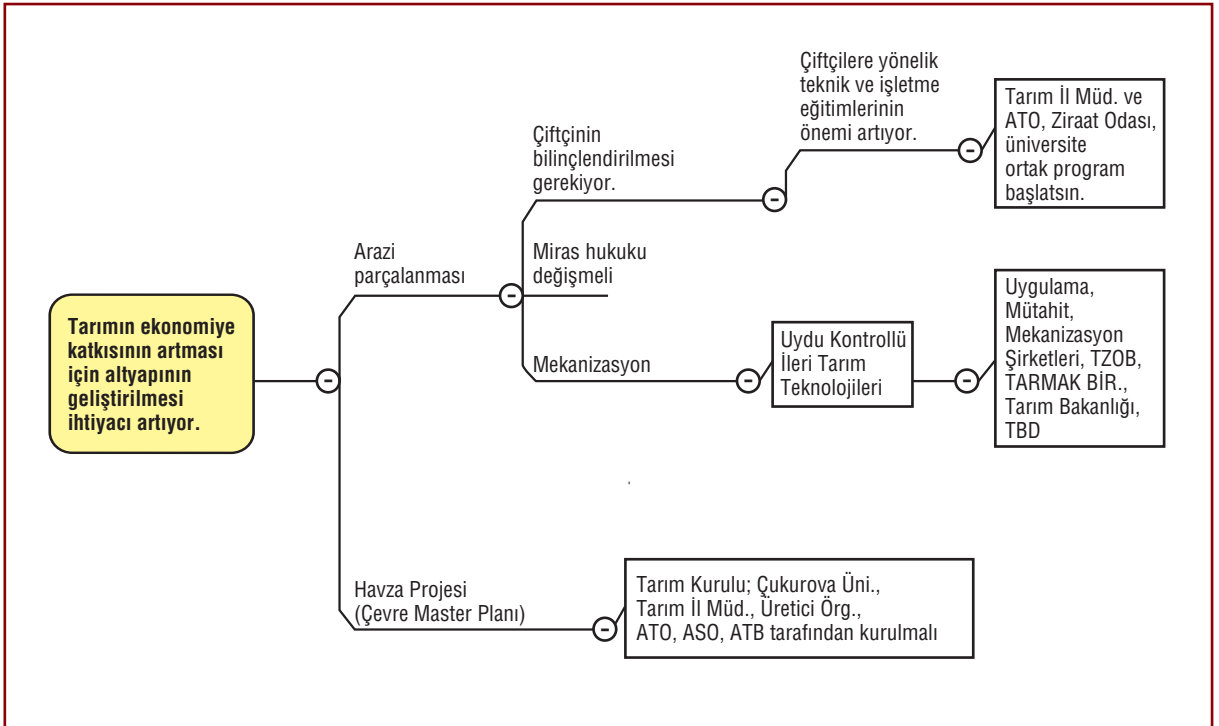 Tarımın ekonomiye
katkısının artması
için altyapının
geliştirilmesi
ihtiyacı artıyor.
Arazi
parçalanması
Çiftçinin
bilinçlendirilmesi
gerekiyor.
Çiftçilere yönelik
teknik ve işletme
eğitimlerinin
önemi artıyor.
Tarım İl Müd. ve
ATO, Ziraat Odası,
üniversite
ortak program
başlatsın.
Miras hukuku
değişmeli
Mekanizasyon
Uydu Kontrollü
İleri Tarım
Teknolojileri
Uygulama,
Mütahit,
Mekanizasyon
Şirketleri, TZOB,
TARMAK BİR.,
Tarım Bakanlığı,
TBD
Havza Projesi
(Çevre Master Planı)
Tarım Kurulu; Çukurova Üni.,
Tarım İl Müd., Üretici Örg.,
ATO, ASO, ATB tarafından kurulmalı